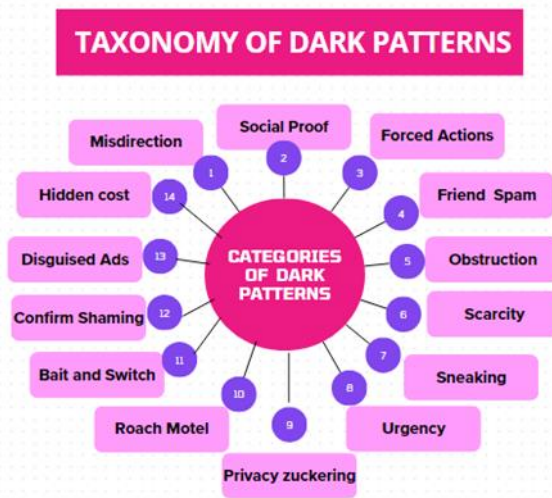 TAXONOMY OF DARK PATTERNS
CATEGORIES
OF DARK
PATTERNS
1
Misdirection
2
Social Proof
3
Forced Actions
4
Friend Spam
5
Obstruction
6
Scarcity
7
Sneaking
8
Urgency
9
Privacy zuckering
10
Roach Motel
11
Bait and Switch
12
Confirm Shaming
13
Disguised Ads
14
Hidden cost